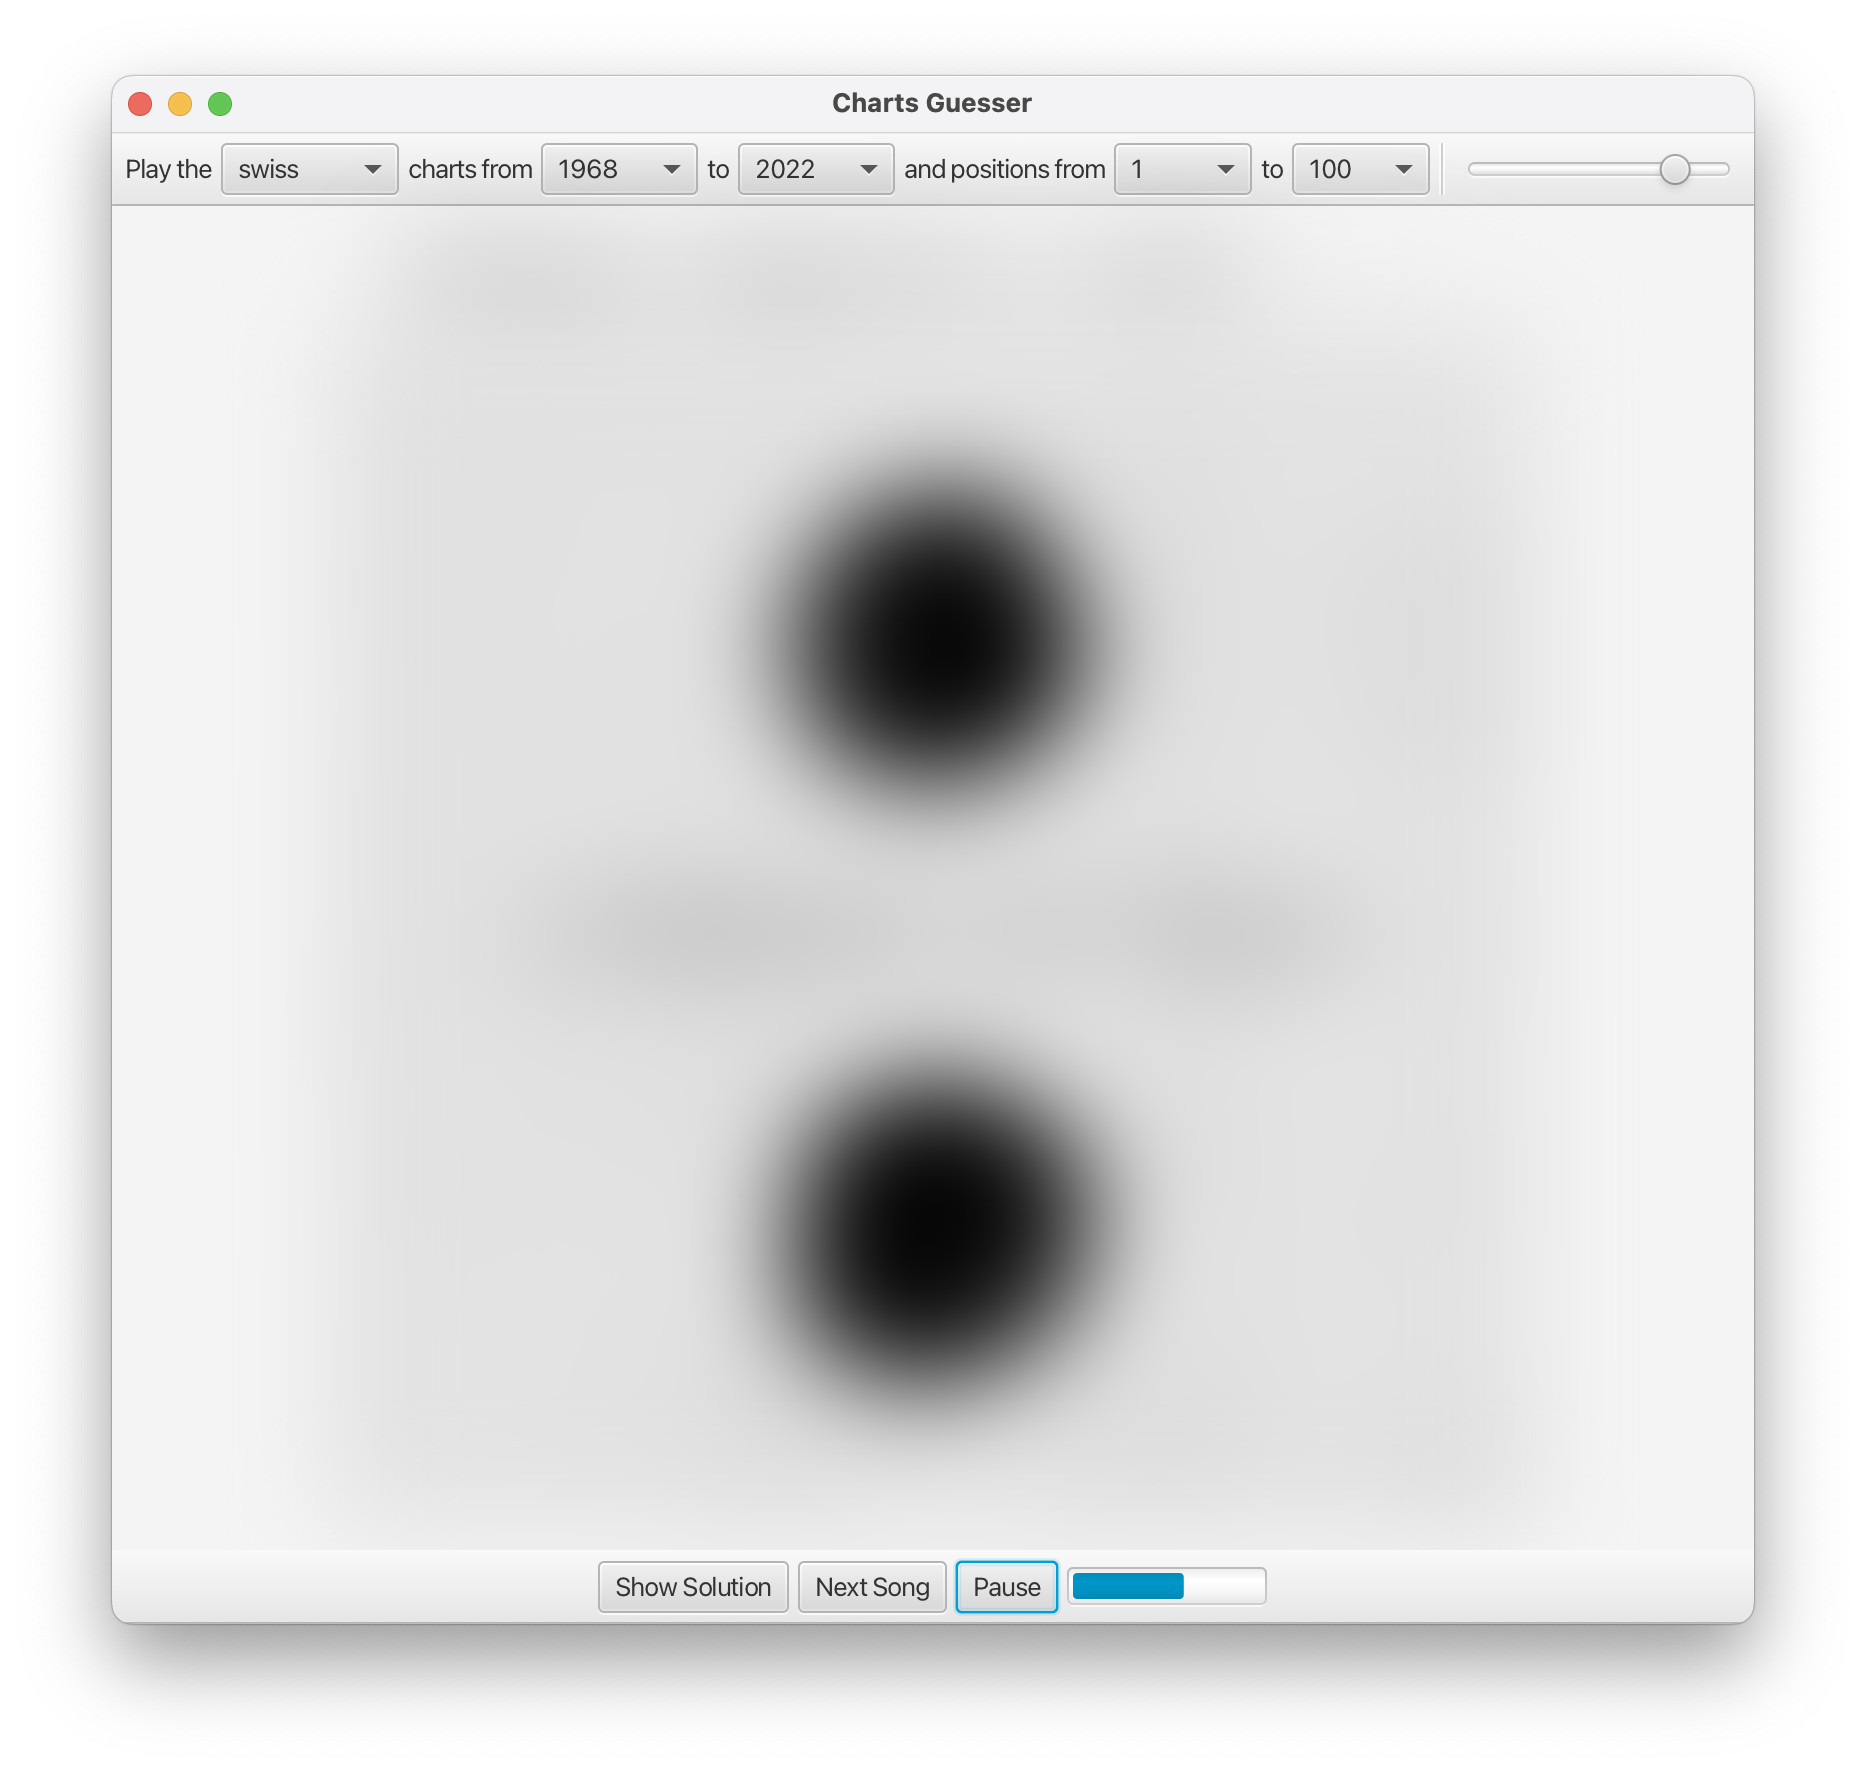 Charts Guesser
Play the swiss charts from 1968 to 2022 and positions from 1 to 100
Show Solution Next Song Pause